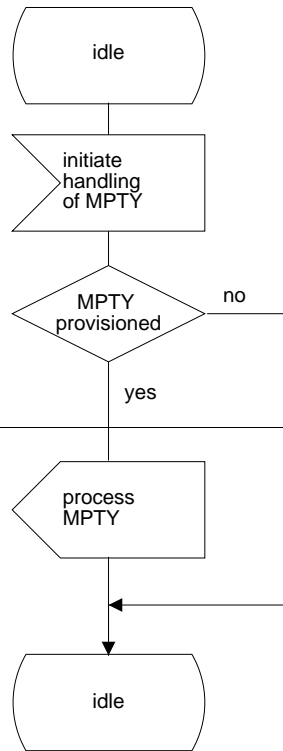 idle
initiate
handling
of MPTY
MPTY
provisioned
no
yes
process
MPTY
idle